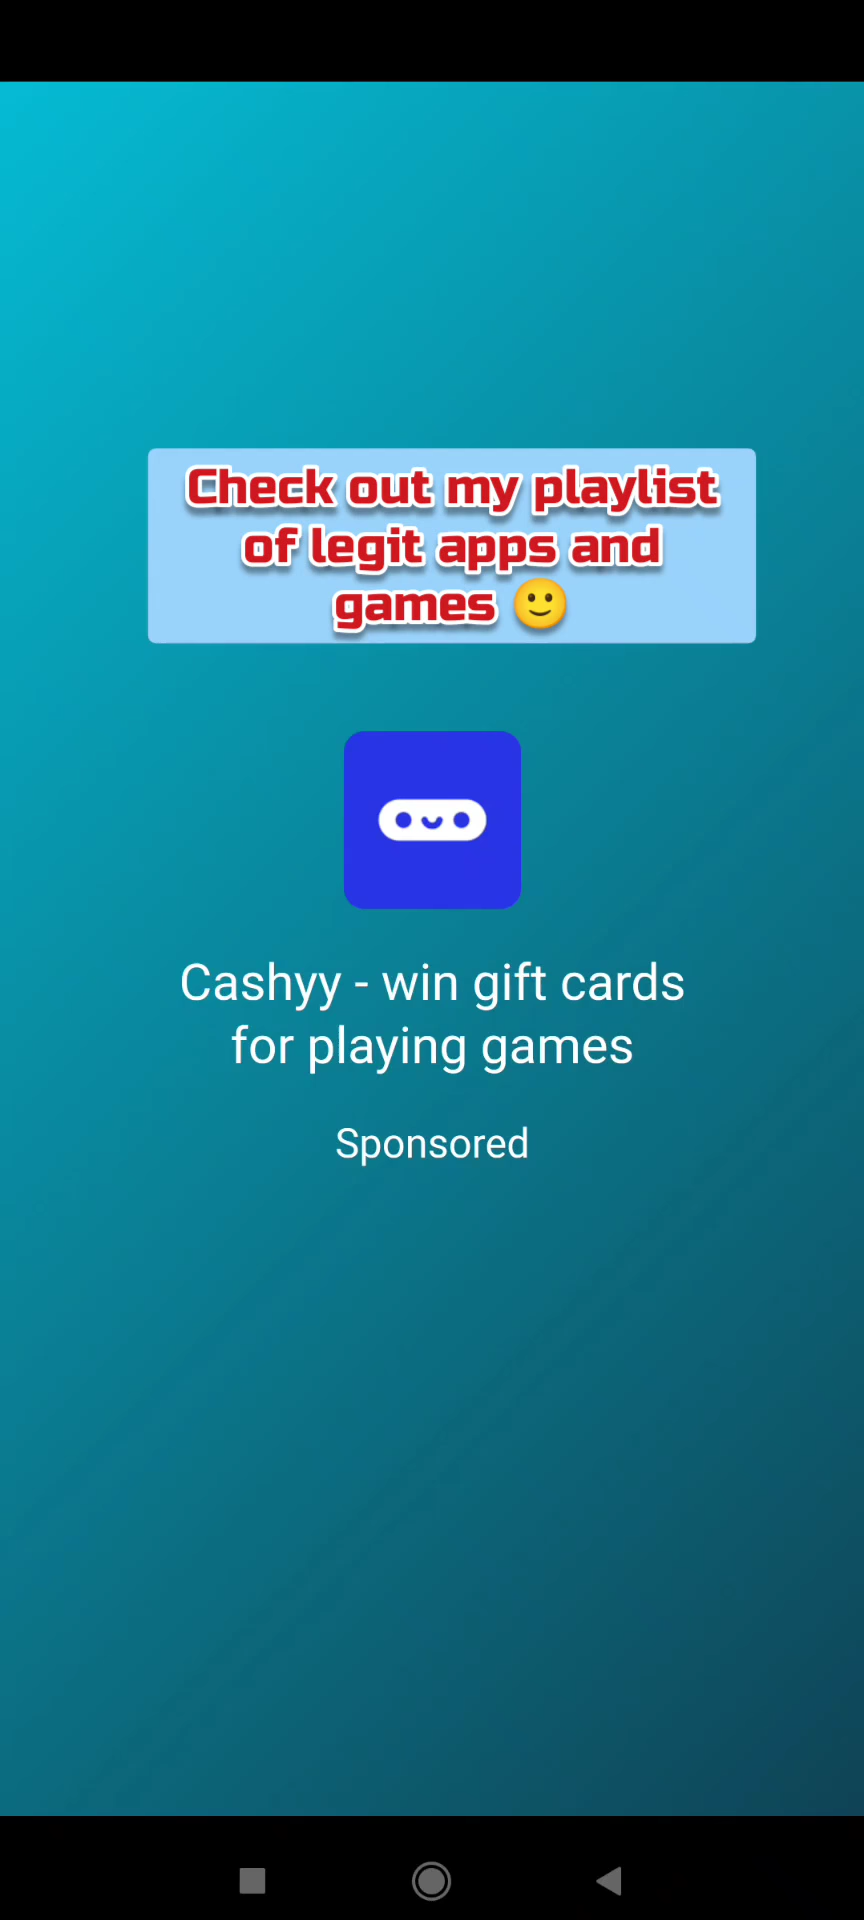 Check out my playlist
of legit apps and
games 🙂
Cashyy - win gift cards
for playing games
Sponsored